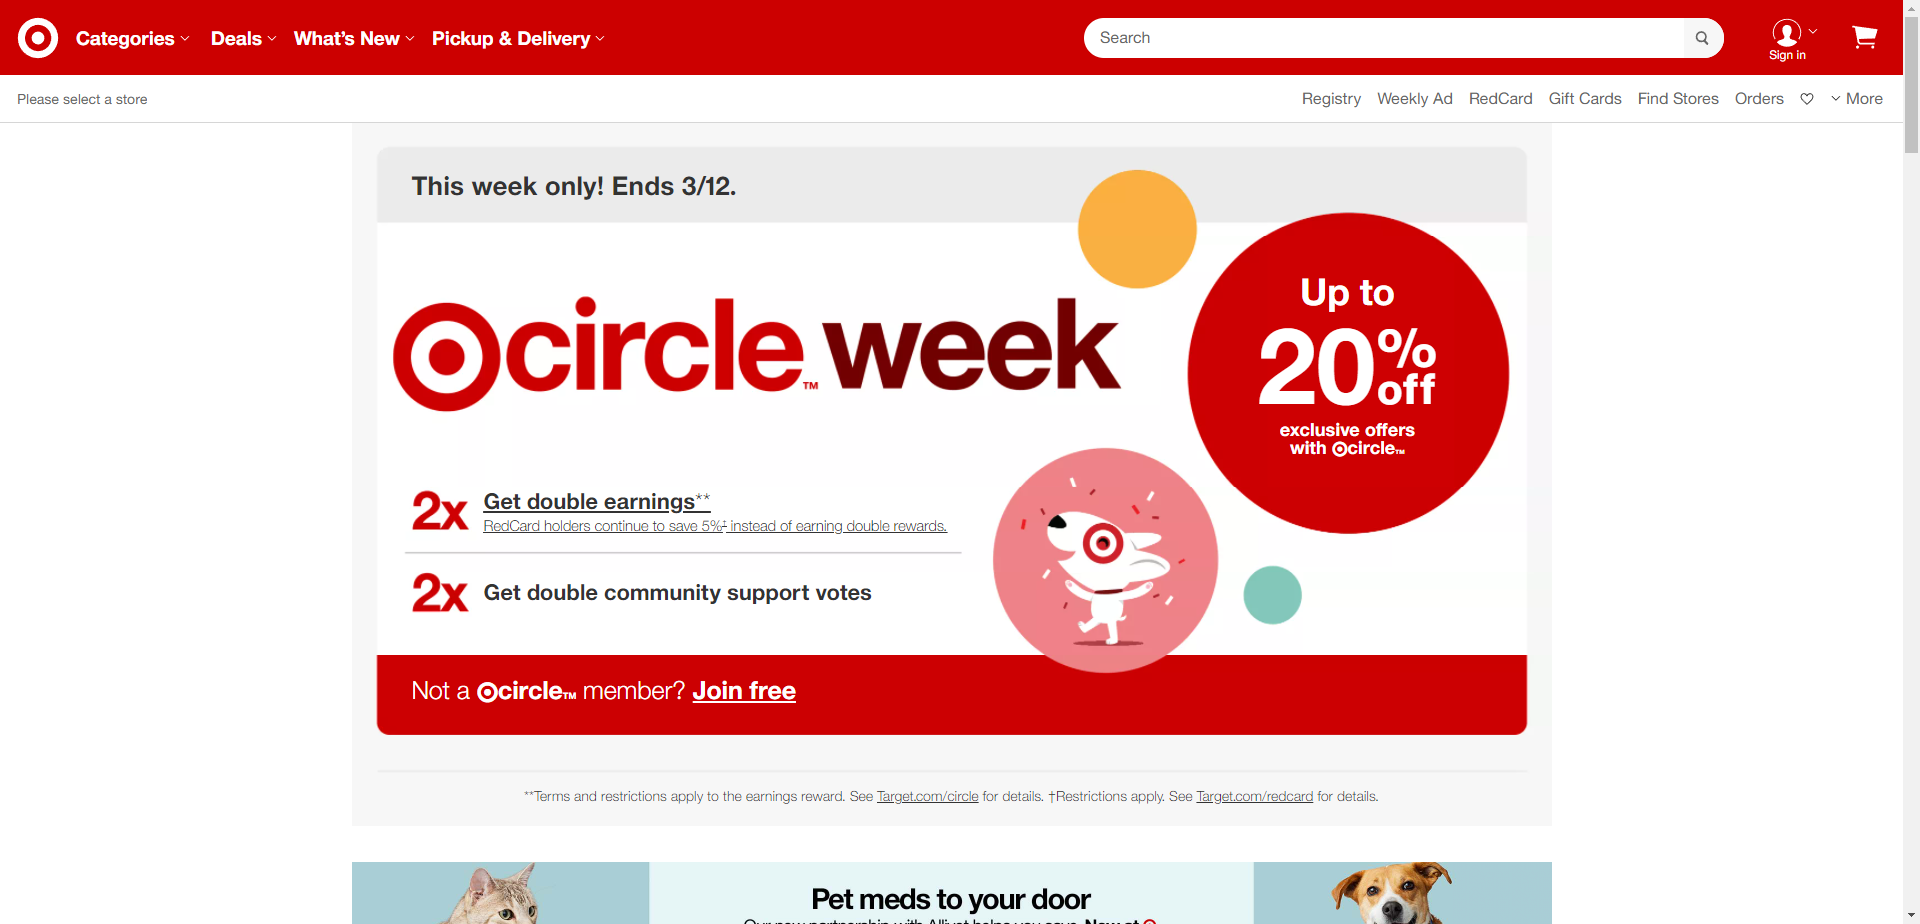 Categories Deals What's New Pickup & Delivery Search Sign in
Please select a store Registry Weekly Ad RedCard Gift Cards Find Stores Orders More
This week only! Ends 3/12.
circle™ week
Up to
20% off
exclusive offers
with circle™
2x Get double earnings**
RedCard holders continue to save 5%† instead of earning double rewards.
2x Get double community support votes
Not a circle™ member? Join free
**Terms and restrictions apply to the earnings reward. See Target.com/circle for details. †Restrictions apply. See Target.com/redcard for details.
Pet meds to your door